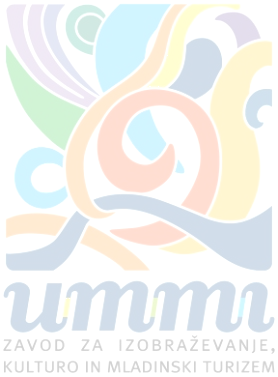 ummi
ZAVOD ZA IZOBRAŽEVANJE,
KULTURO IN MLADINSKI TURIZEM